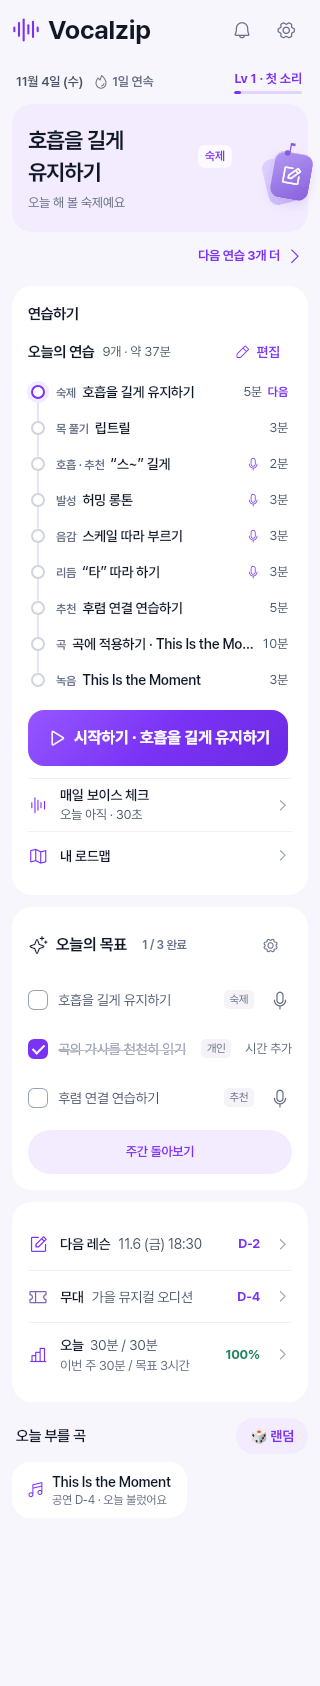 Vocalzip
11월 4일 (수) 1일 연속 Lv 1 · 첫 소리
호흡을 길게
유지하기
숙제
오늘 해 볼 숙제예요
다음 연습 3개 더
연습하기
오늘의 연습 9개 · 약 37분 편집
숙제 호흡을 길게 유지하기 5분 다음
목 풀기 립트릴 3분
호흡 · 추천 “스~” 길게 2분
발성 허밍 롱톤 3분
음감 스케일 따라 부르기 3분
리듬 “타” 따라 하기 3분
추천 후렴 연결 연습하기 5분
곡 곡에 적용하기 · This Is the Mo... 10분
녹음 This Is the Moment 3분
시작하기 · 호흡을 길게 유지하기
매일 보이스 체크
오늘 아직 · 30초
내 로드맵
오늘의 목표 1 / 3 완료
호흡을 길게 유지하기 숙제
곡의 가사를 천천히 읽기 개인 시간 추가
후렴 연결 연습하기 추천
주간 돌아보기
다음 레슨 11.6 (금) 18:30 D-2
무대 가을 뮤지컬 오디션 D-4
오늘 30분 / 30분 100%
이번 주 30분 / 목표 3시간
오늘 부를 곡 🎲 랜덤
This Is the Moment
공연 D-4 · 오늘 불렀어요